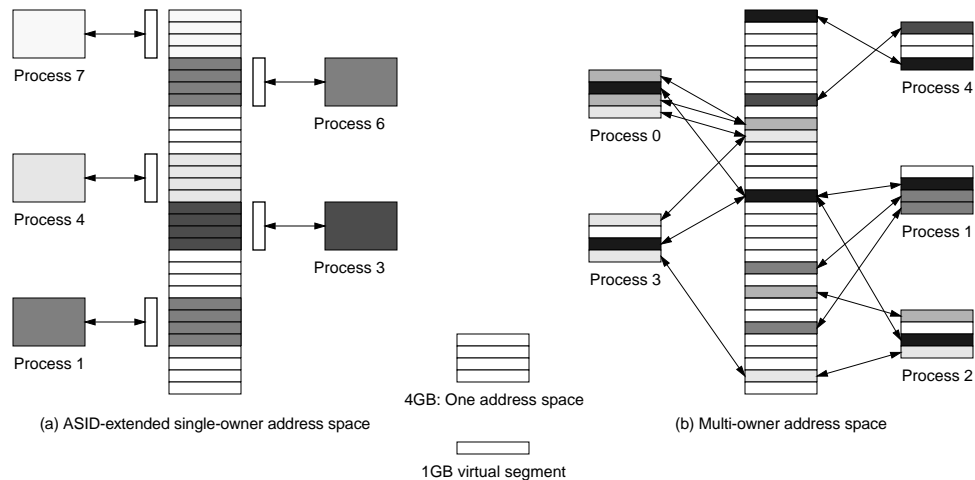 Process 7
Process 6
Process 4
Process 3
Process 1
(a) ASID-extended single-owner address space
4GB: One address space
1GB virtual segment
Process 0
Process 4
Process 3
Process 1
Process 2
(b) Multi-owner address space